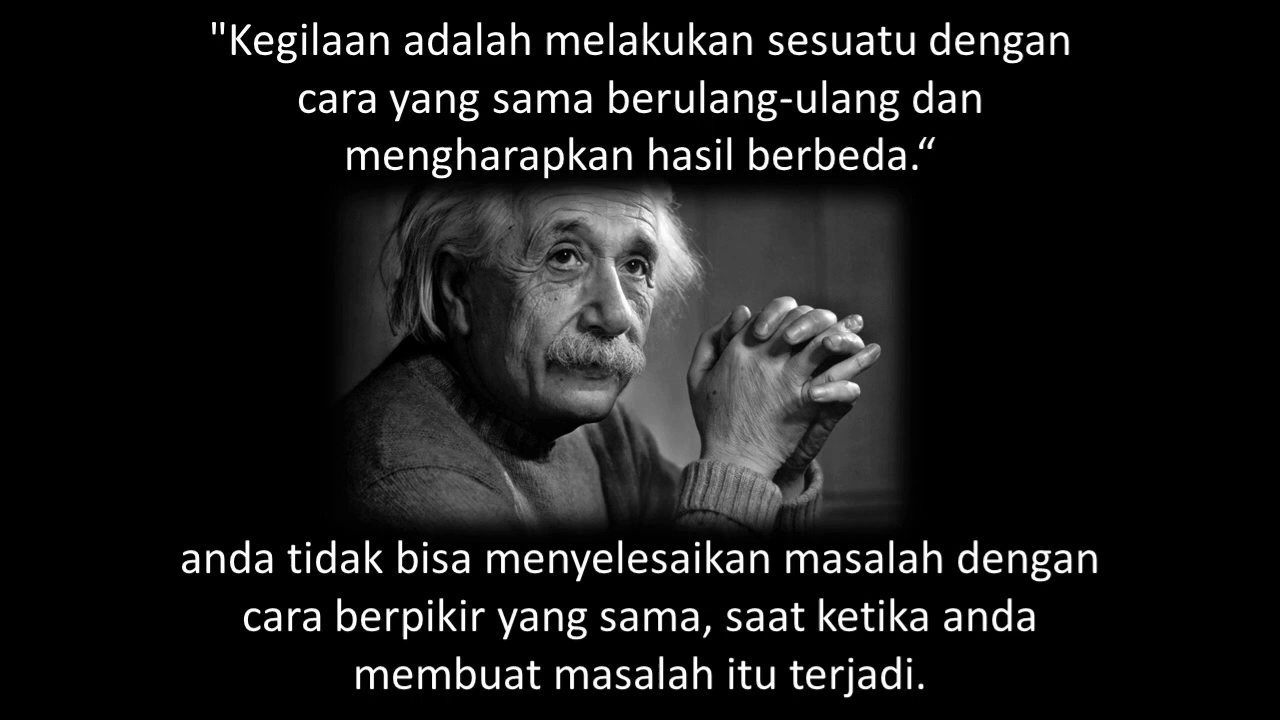 "Kegilaan adalah melakukan sesuatu dengan
cara yang sama berulang-ulang dan
mengharapkan hasil berbeda.“
anda tidak bisa menyelesaikan masalah dengan
cara berpikir yang sama, saat ketika anda
membuat masalah itu terjadi.